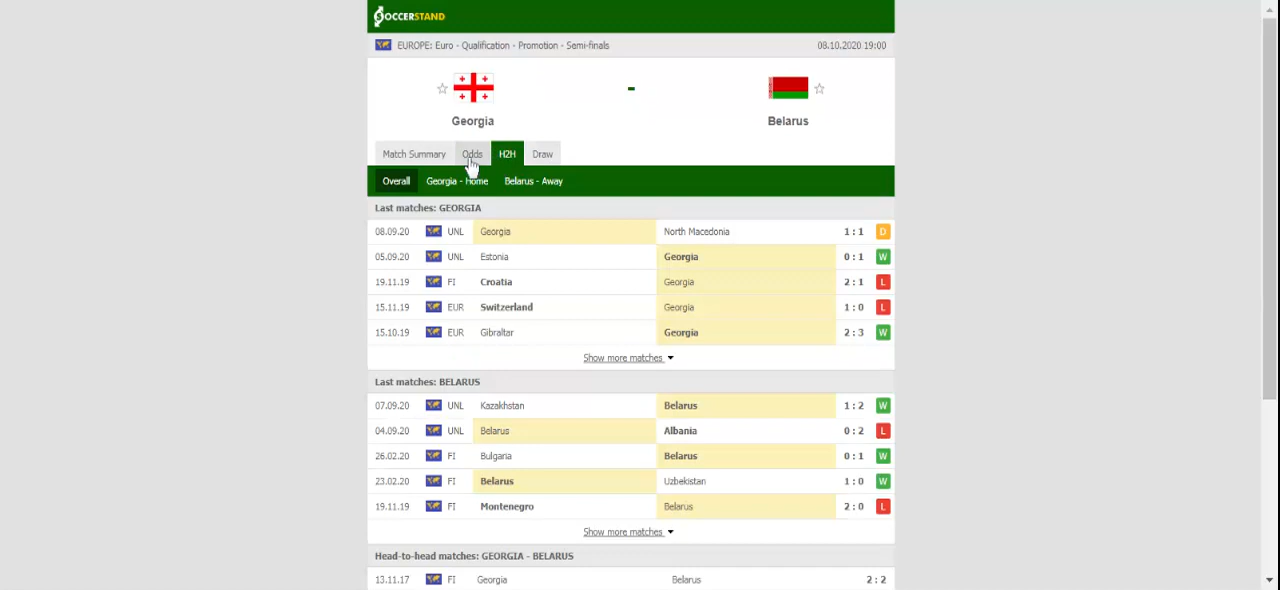 SOCCERSTAND
EUROPE: Euro - Qualification - Promotion - Semi-finals 08.10.2020 19:00
-
Georgia Belarus
Match Summary Odds H2H Draw
Overall Georgia - Home Belarus - Away
Last matches: GEORGIA
08.09.20 UNL Georgia North Macedonia 1 : 1 D
05.09.20 UNL Estonia Georgia 0 : 1 W
19.11.19 FI Croatia Georgia 2 : 1 L
15.11.19 EUR Switzerland Georgia 1 : 0 L
15.10.19 EUR Gibraltar Georgia 2 : 3 W
Show more matches
Last matches: BELARUS
07.09.20 UNL Kazakhstan Belarus 1 : 2 W
04.09.20 UNL Belarus Albania 0 : 2 L
26.02.20 FI Bulgaria Belarus 0 : 1 W
23.02.20 FI Belarus Uzbekistan 1 : 0 W
19.11.19 FI Montenegro Belarus 2 : 0 L
Show more matches
Head-to-head matches: GEORGIA - BELARUS
13.11.17 FI Georgia Belarus 2 : 2